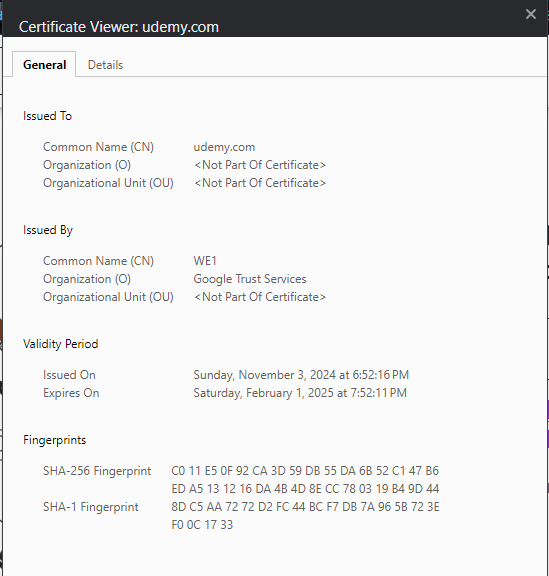 Certificate Viewer: udemy.com
General Details
Issued To
Common Name (CN) udemy.com
Organization (O) <Not Part Of Certificate>
Organizational Unit (OU) <Not Part Of Certificate>
Issued By
Common Name (CN) WE1
Organization (O) Google Trust Services
Organizational Unit (OU) <Not Part Of Certificate>
Validity Period
Issued On Sunday, November 3, 2024 at 6:52:16 PM
Expires On Saturday, February 1, 2025 at 7:52:11 PM
Fingerprints
SHA-256 Fingerprint C0 11 E5 0F 92 CA 3D 59 DB 55 DA 6B 52 C1 47 B6
ED A5 13 12 16 DA 4B 4D 8E CC 78 03 19 B4 9D 44
SHA-1 Fingerprint 8D C5 AA 72 72 D2 FC 44 BC F7 DB 7A 96 5B 72 3E
F0 0C 17 33